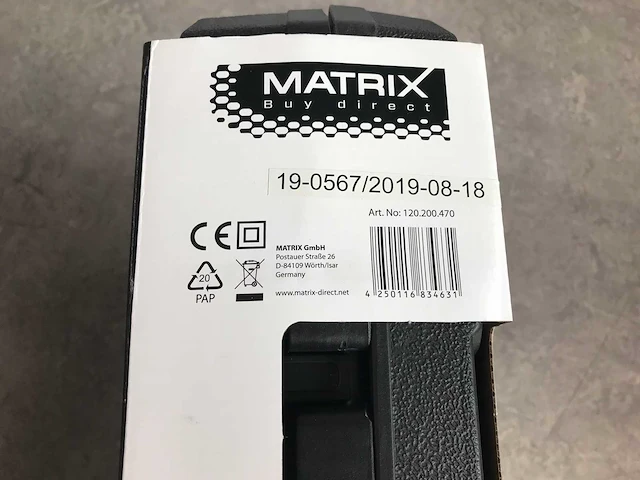 MATRIX
Buy direct
19-0567/2019-08-18
Art. No: 120.200.470
CE
MATRIX GmbH
Postauer Straße 26
D-84109 Wörth/Isar
Germany
20
PAP
www.matrix-direct.net
4 250116 834631